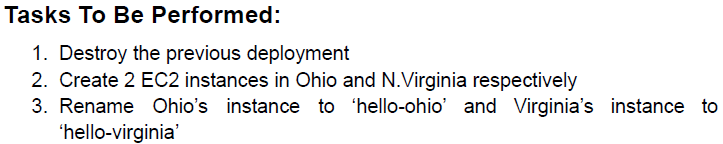 Tasks To Be Performed:
1. Destroy the previous deployment
2. Create 2 EC2 instances in Ohio and N.Virginia respectively
3. Rename Ohio’s instance to ‘hello-ohio’ and Virginia’s instance to
‘hello-virginia’